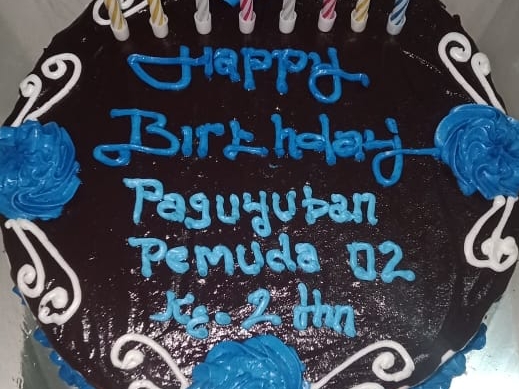 Happy
Birthday
Paguyuban
Pemuda 02
Ke. 2 thn